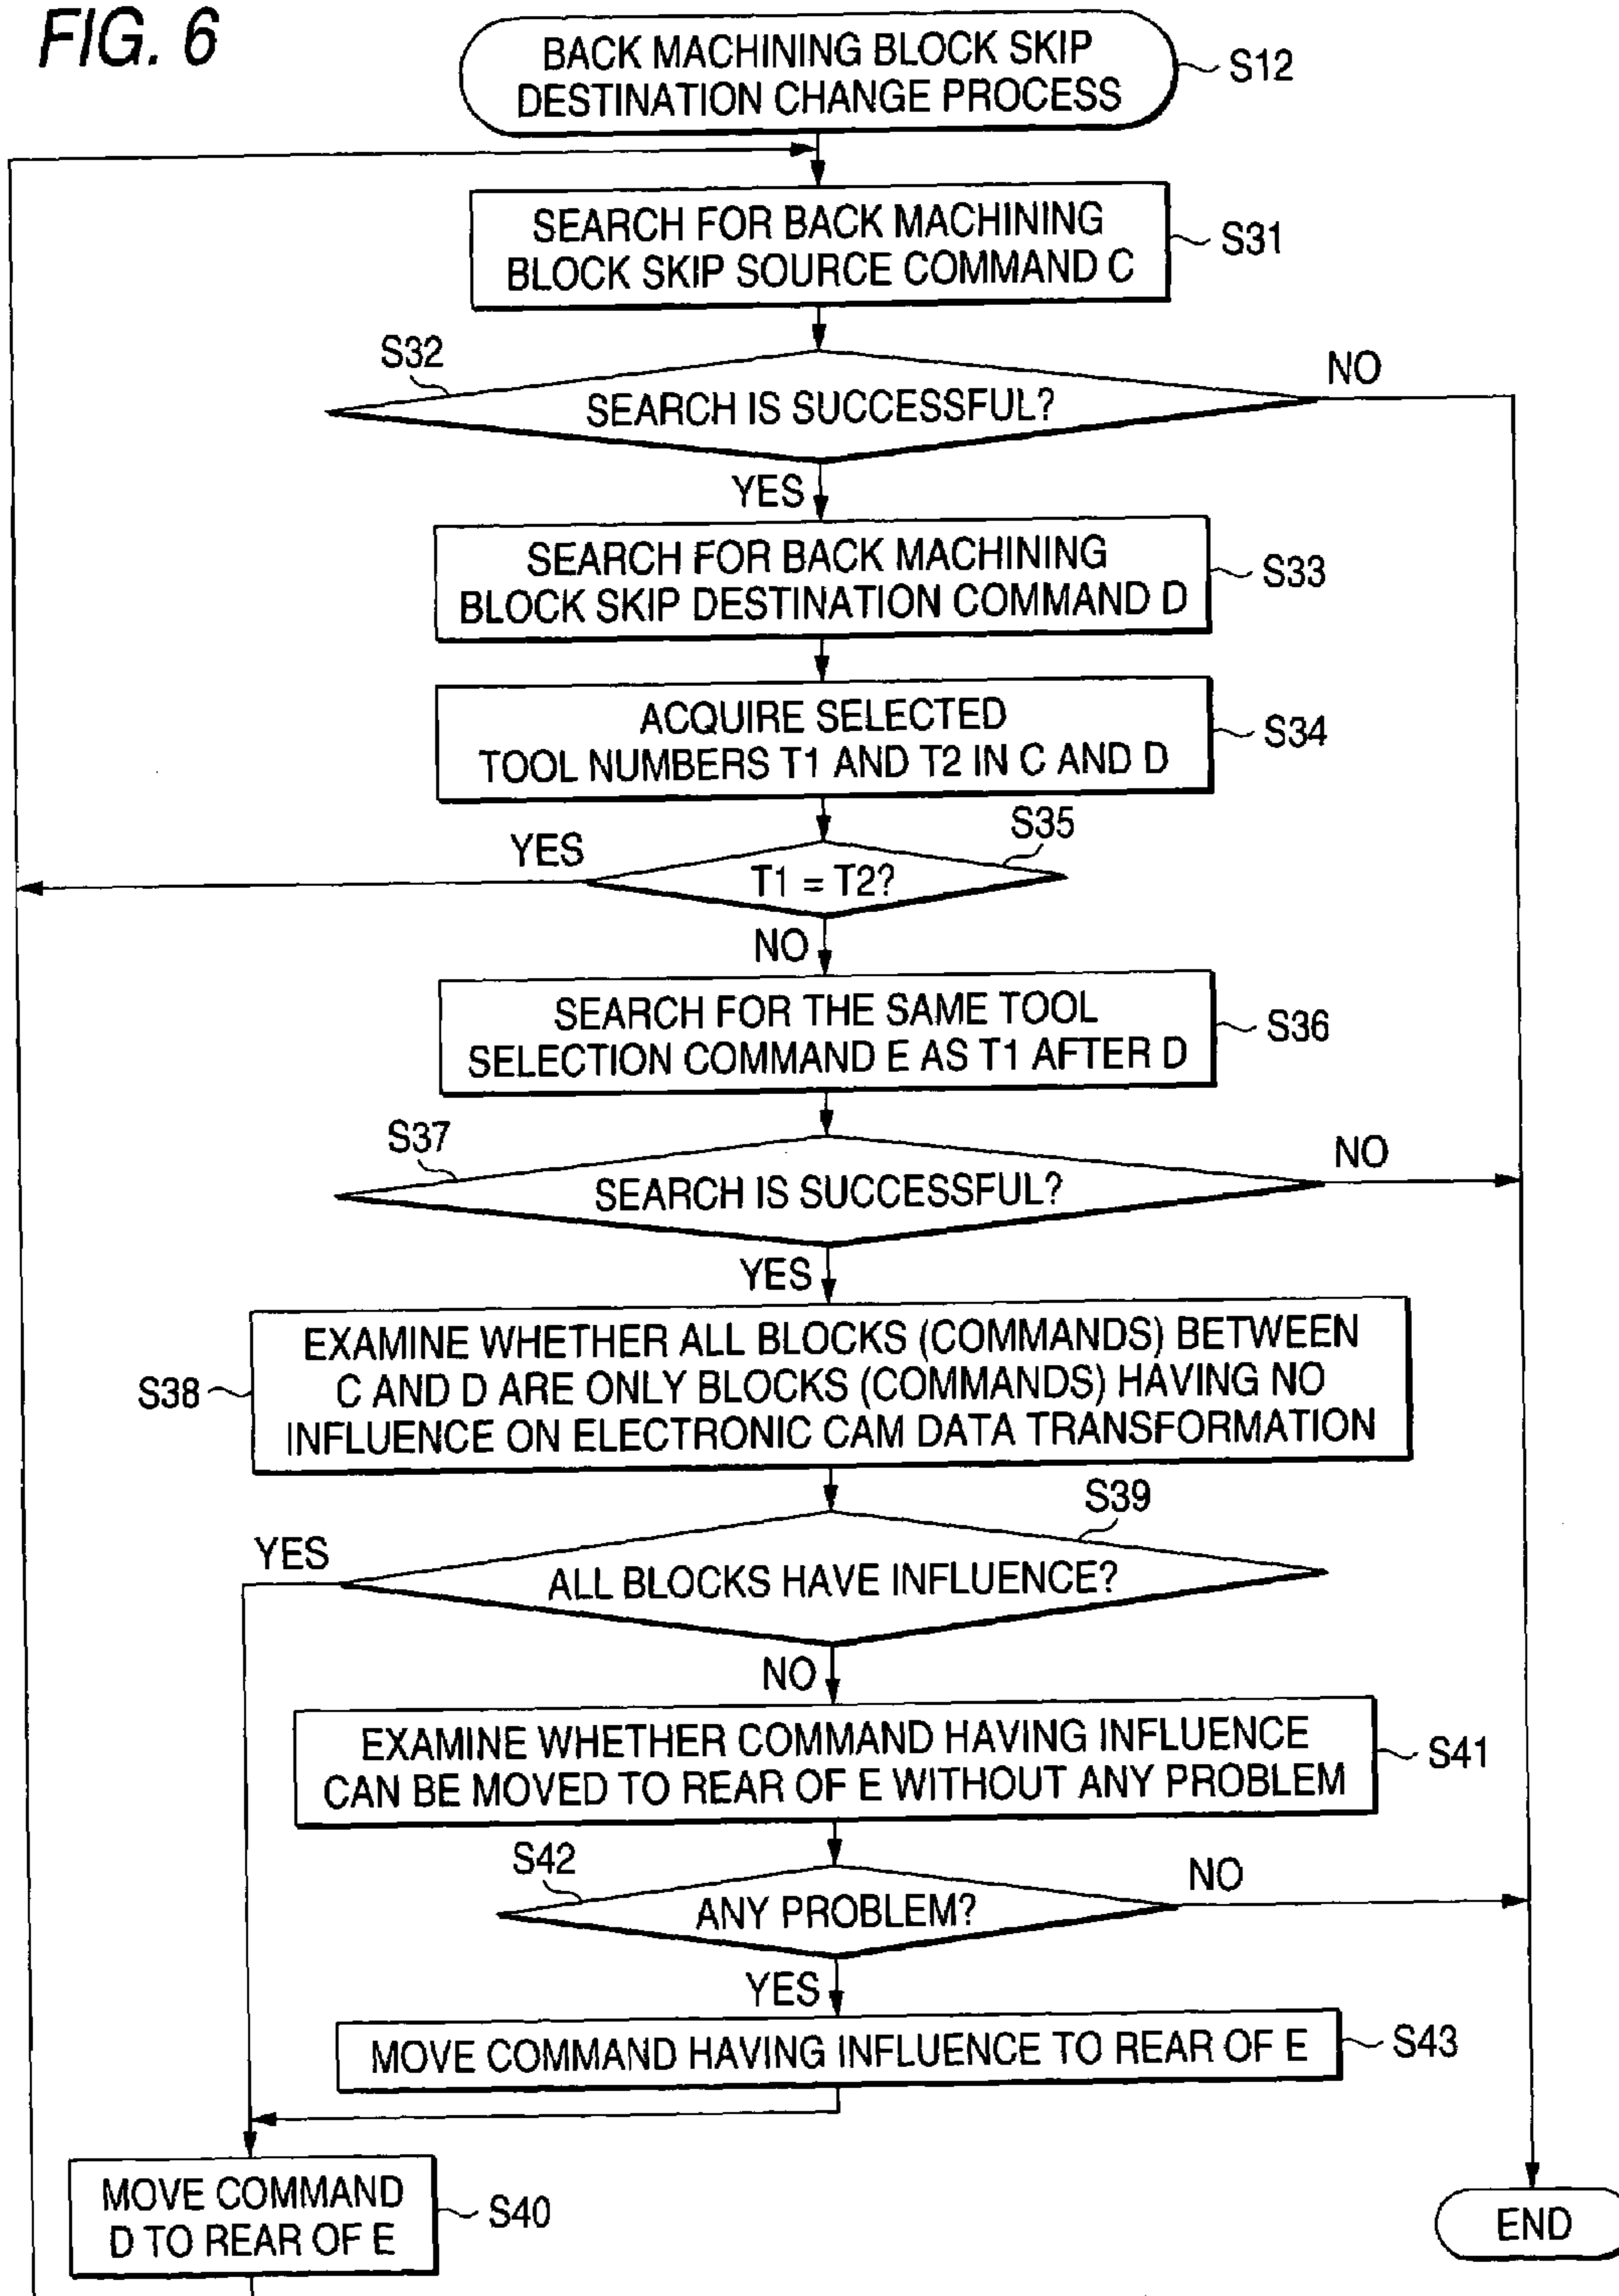 FIG. 6
BACK MACHINING BLOCK SKIP
DESTINATION CHANGE PROCESS
S12
SEARCH FOR BACK MACHINING
BLOCK SKIP SOURCE COMMAND C
S31
S32
SEARCH IS SUCCESSFUL?
NO
YES
SEARCH FOR BACK MACHINING
BLOCK SKIP DESTINATION COMMAND D
S33
ACQUIRE SELECTED
TOOL NUMBERS T1 AND T2 IN C AND D
S34
S35
YES
T1 = T2?
NO
SEARCH FOR THE SAME TOOL
SELECTION COMMAND E AS T1 AFTER D
S36
S37
SEARCH IS SUCCESSFUL?
NO
YES
EXAMINE WHETHER ALL BLOCKS (COMMANDS) BETWEEN
C AND D ARE ONLY BLOCKS (COMMANDS) HAVING NO
INFLUENCE ON ELECTRONIC CAM DATA TRANSFORMATION
S38
S39
YES
ALL BLOCKS HAVE INFLUENCE?
NO
EXAMINE WHETHER COMMAND HAVING INFLUENCE
CAN BE MOVED TO REAR OF E WITHOUT ANY PROBLEM
S41
S42
ANY PROBLEM?
NO
YES
MOVE COMMAND HAVING INFLUENCE TO REAR OF E
S43
MOVE COMMAND
D TO REAR OF E
S40
END